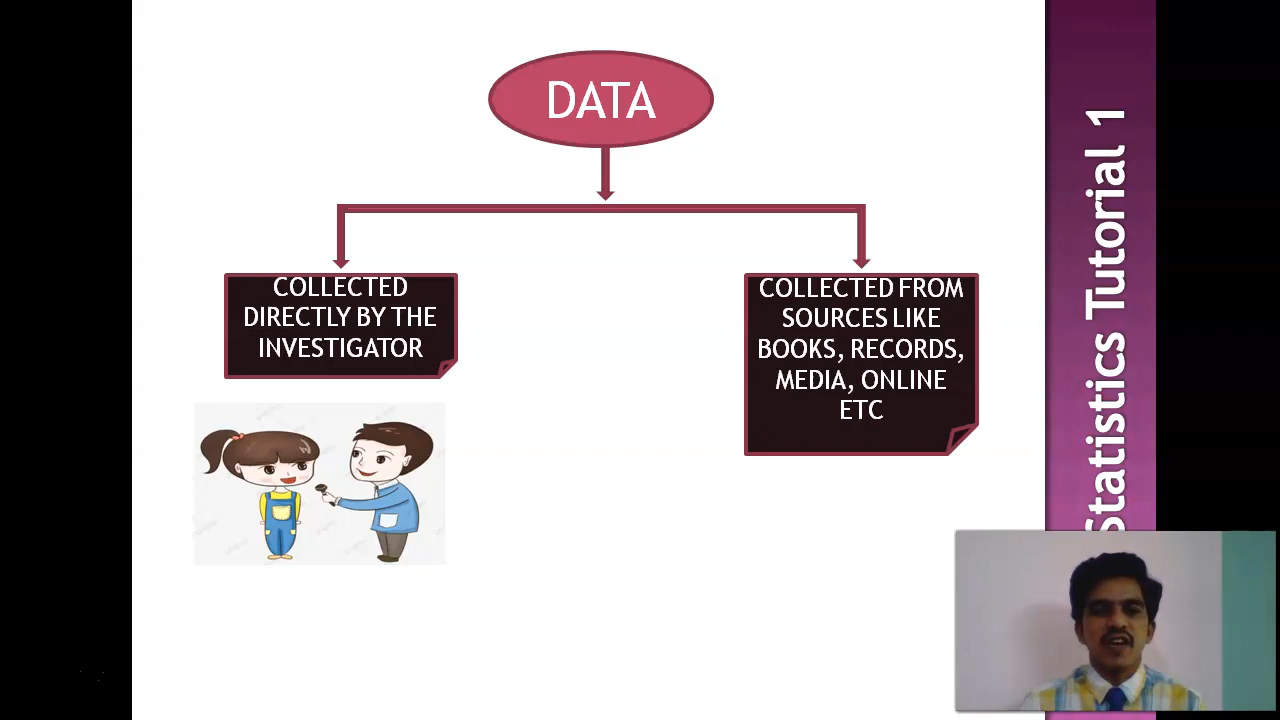 DATA
COLLECTED
DIRECTLY BY THE
INVESTIGATOR
COLLECTED FROM
SOURCES LIKE
BOOKS, RECORDS,
MEDIA, ONLINE
ETC
Statistics Tutorial 1